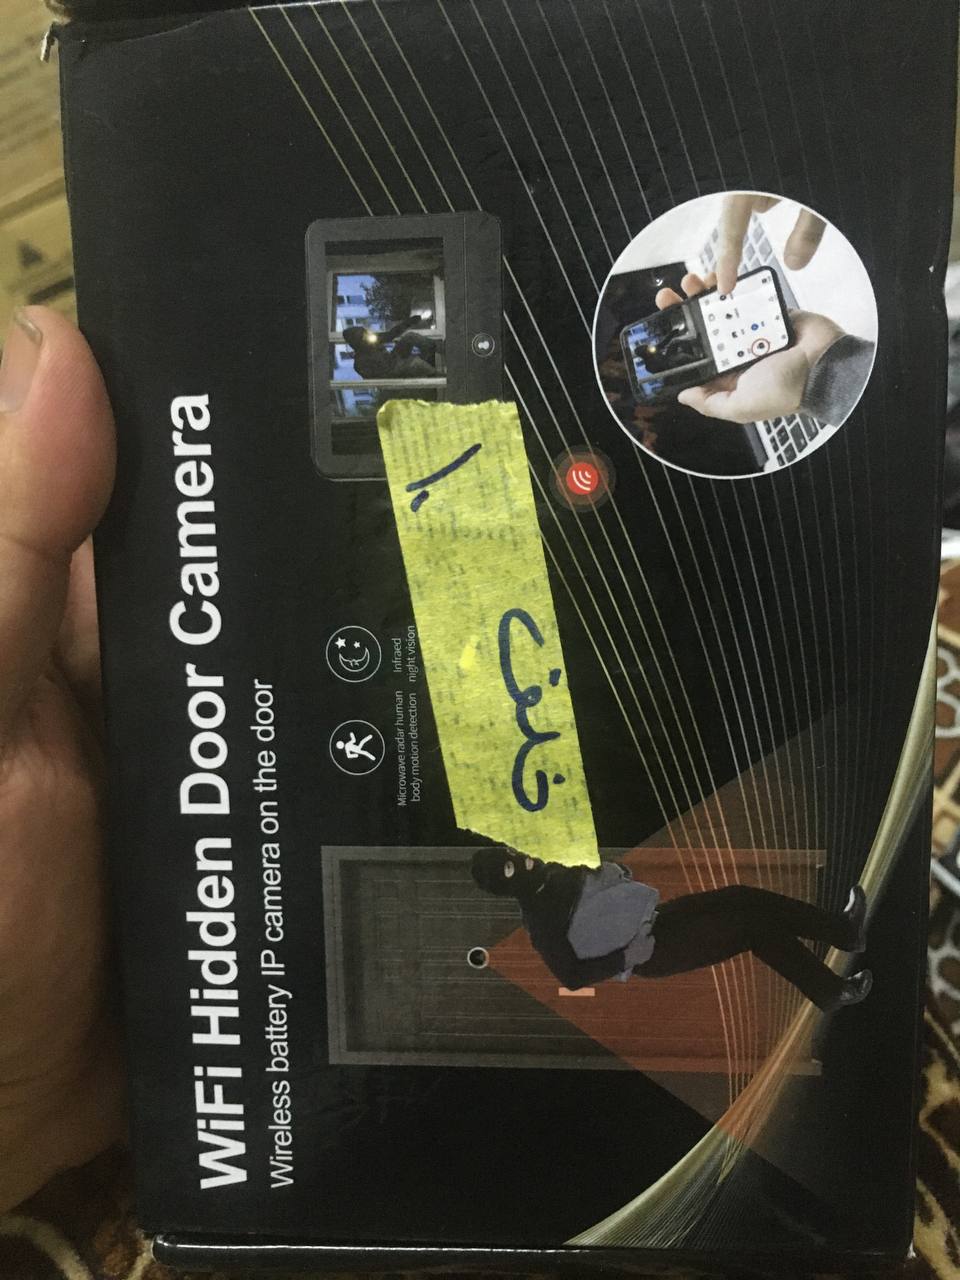 WiFi Hidden Door Camera
Wireless battery IP camera on the door
Microwave radar human
body motion detection
Infraed
night vision